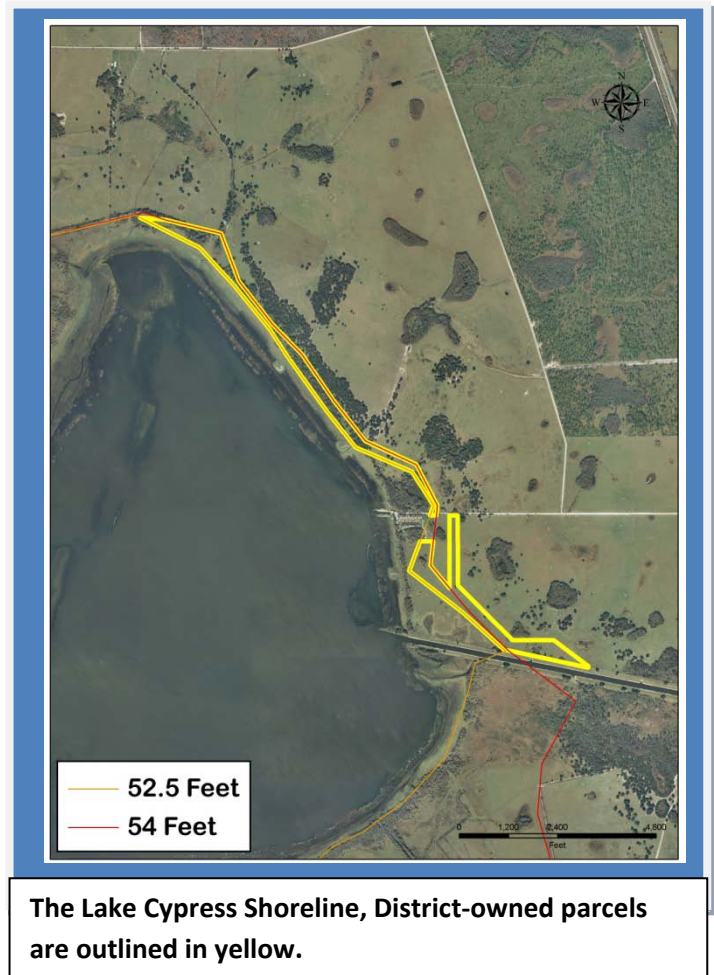 N
W E
S
52.5 Feet
54 Feet
0 1,200 2,400 4,800
Feet
The Lake Cypress Shoreline, District-owned parcels
are outlined in yellow.